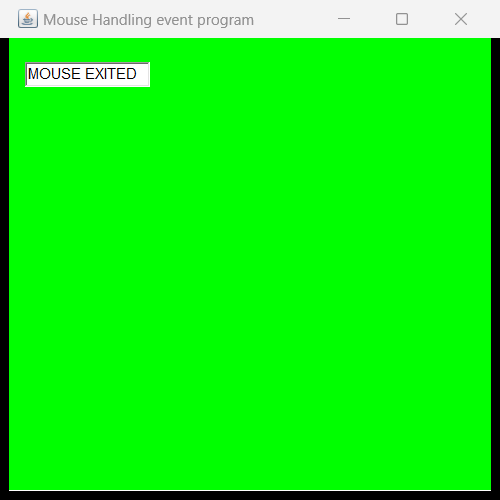 Mouse Handling event program
MOUSE EXITED